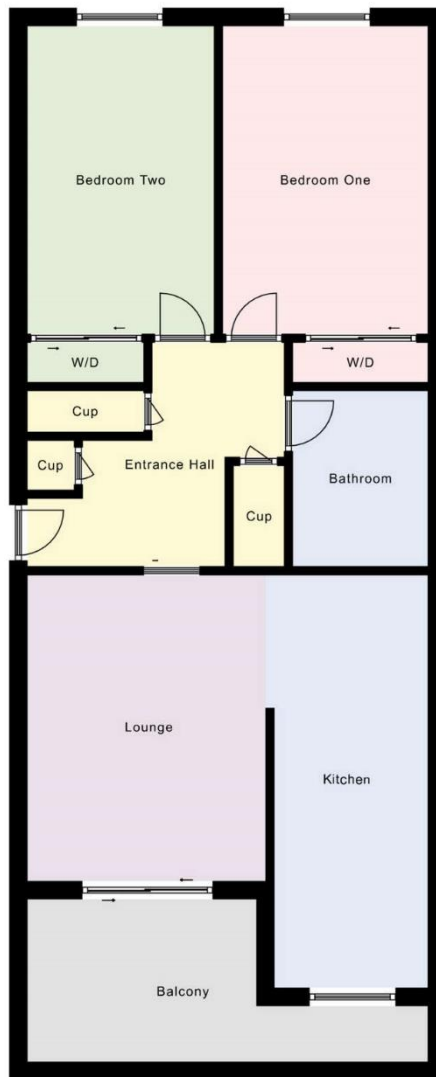 Bedroom Two
Bedroom One
W/D
W/D
Cup
Cup
Entrance Hall
Bathroom
Cup
Lounge
Kitchen
Balcony